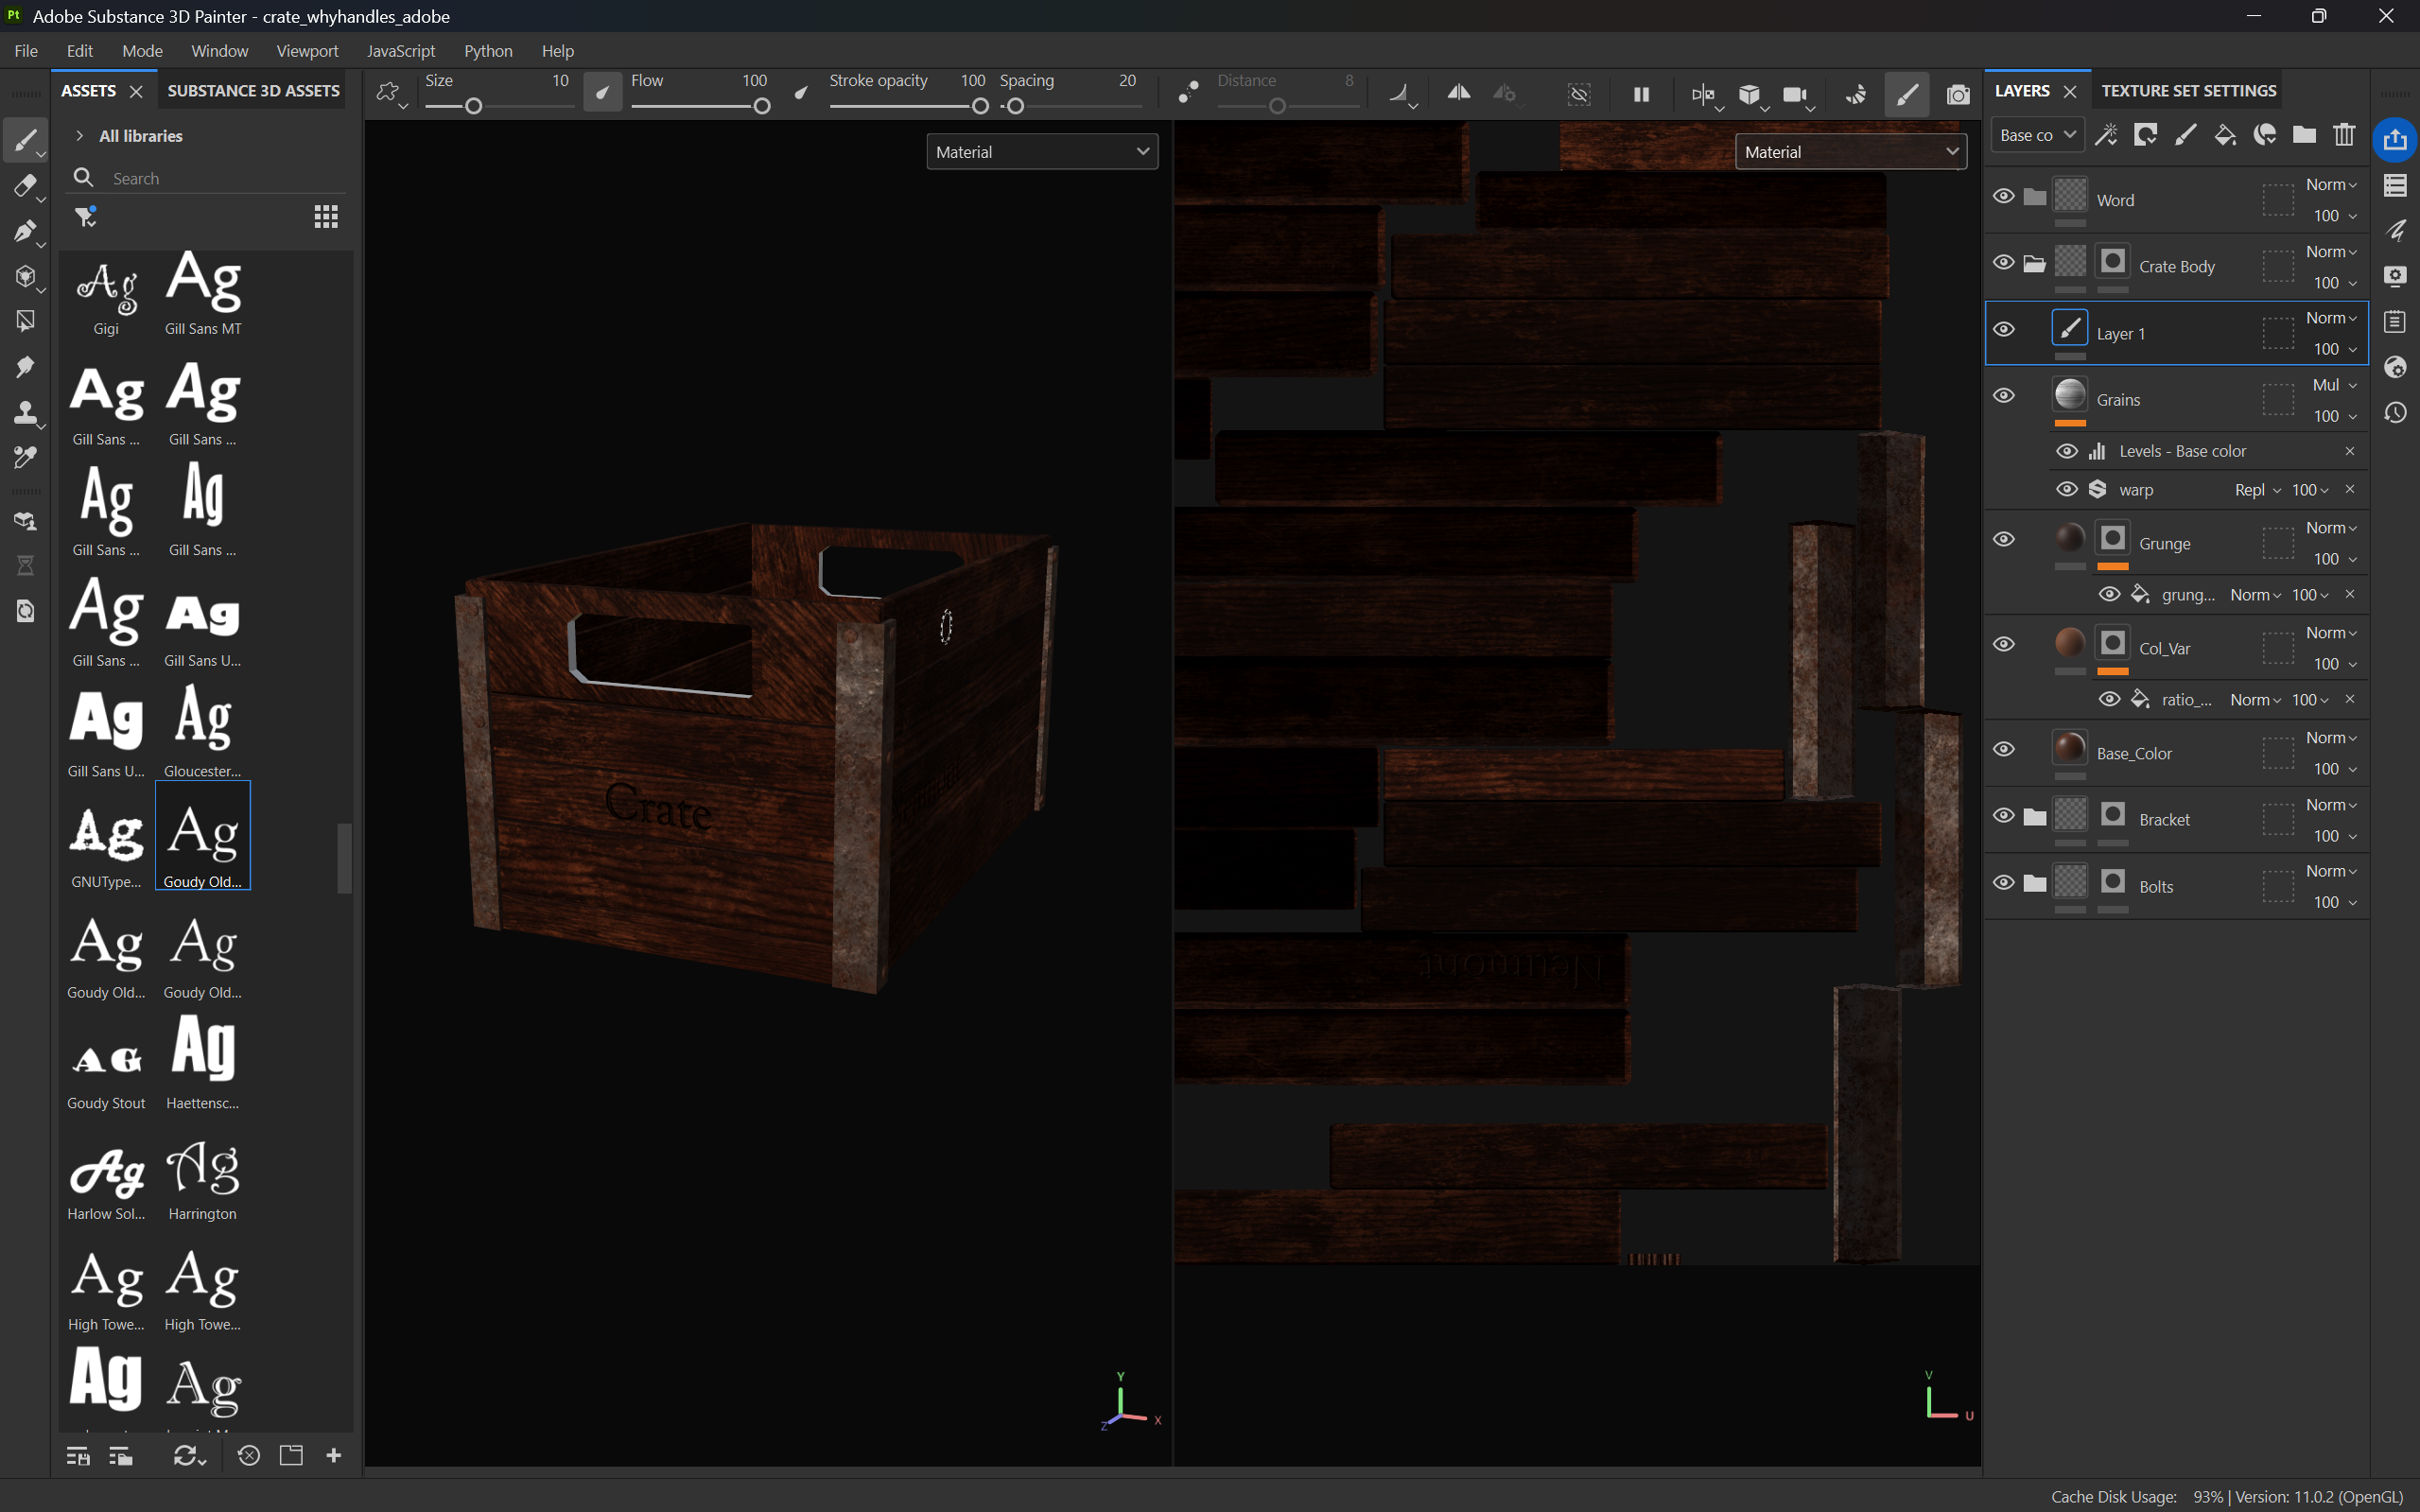 Pt Adobe Substance 3D Painter - crate_whyhandles_adobe
File Edit Mode Window Viewport JavaScript Python Help
ASSETS SUBSTANCE 3D ASSETS
Size 10 Flow 100 Stroke opacity 100 Spacing 20 Distance 8
LAYERS TEXTURE SET SETTINGS
All libraries
Search
Ag Ag
Gigi Gill Sans MT
Ag Ag
Gill Sans ... Gill Sans ...
Ag Ag
Gill Sans ... Gill Sans ...
Ag Ag
Gill Sans ... Gill Sans U...
Ag Ag
Gill Sans U... Gloucester...
Ag Ag
GNUType... Goudy Old...
Ag Ag
Goudy Old... Goudy Old...
AG Ag
Goudy Stout Haettensc...
Ag Ag
Harlow Sol... Harrington
Ag Ag
High Towe... High Towe...
Ag Ag
Material
Material
Crate
Neumont
Y
Z X
V
U
Base co
Word Norm 100
Crate Body Norm 100
Layer 1 Norm 100
Grains Mul 100
Levels - Base color
warp Repl 100
Grunge Norm 100
grung... Norm 100
Col_Var Norm 100
ratio_... Norm 100
Base_Color Norm 100
Bracket Norm 100
Bolts Norm 100
Cache Disk Usage: 93% | Version: 11.0.2 (OpenGL)